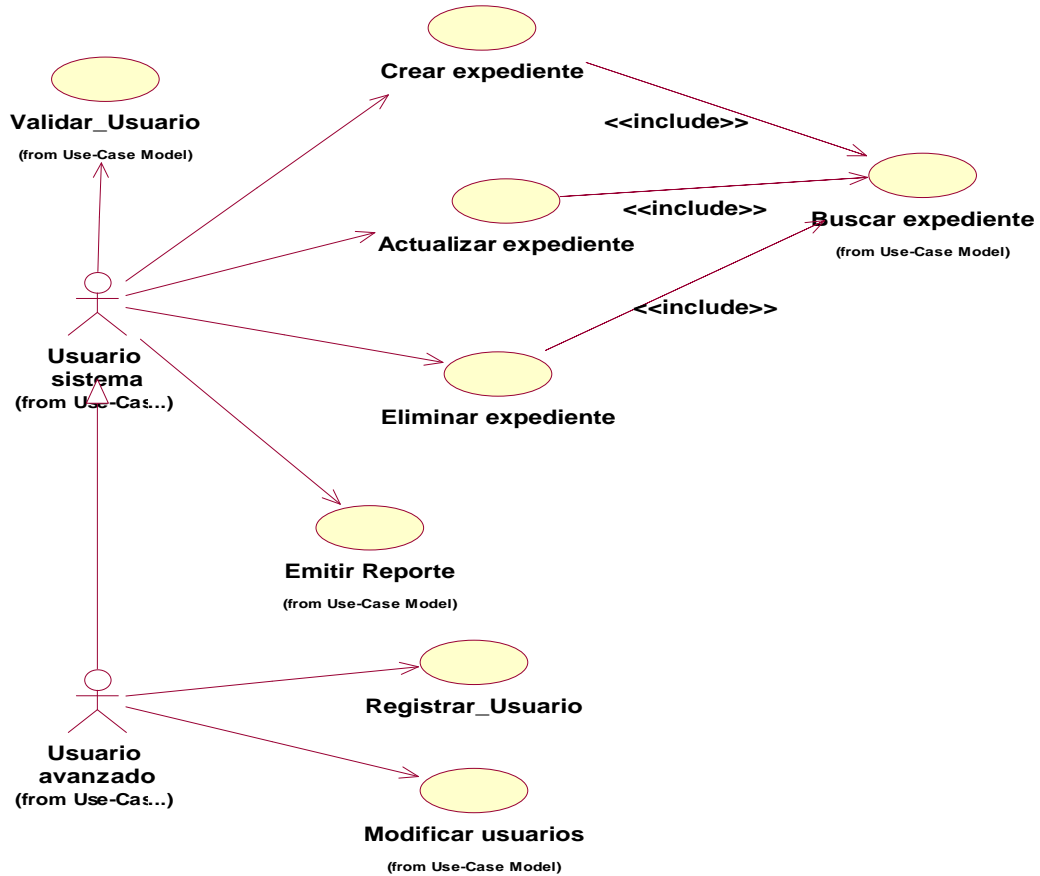 Crear expediente
Validar_Usuario
(from Use-Case Model)
<<include>>
Buscar expediente
(from Use-Case Model)
<<include>>
Actualizar expediente
<<include>>
Usuario
sistema
(from Use-Cas...)
Eliminar expediente
Emitir Reporte
(from Use-Case Model)
Registrar_Usuario
Usuario
avanzado
(from Use-Cas...)
Modificar usuarios
(from Use-Case Model)